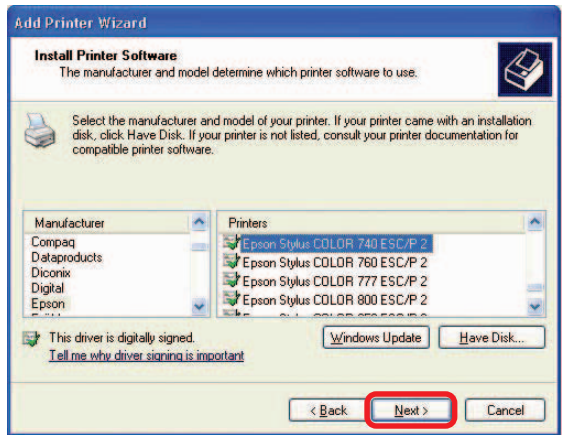 Add Printer Wizard
Install Printer Software
The manufacturer and model determine which printer software to use.
Select the manufacturer and model of your printer. If your printer came with an installation
disk, click Have Disk. If your printer is not listed, consult your printer documentation for
compatible printer software.
Manufacturer
Compaq
Dataproducts
Diconix
Digital
Epson
Printers
Epson Stylus COLOR 740 ESC/P 2
Epson Stylus COLOR 760 ESC/P 2
Epson Stylus COLOR 777 ESC/P 2
Epson Stylus COLOR 800 ESC/P 2
This driver is digitally signed.
Tell me why driver signing is important
Windows Update
Have Disk...
< Back
Next >
Cancel